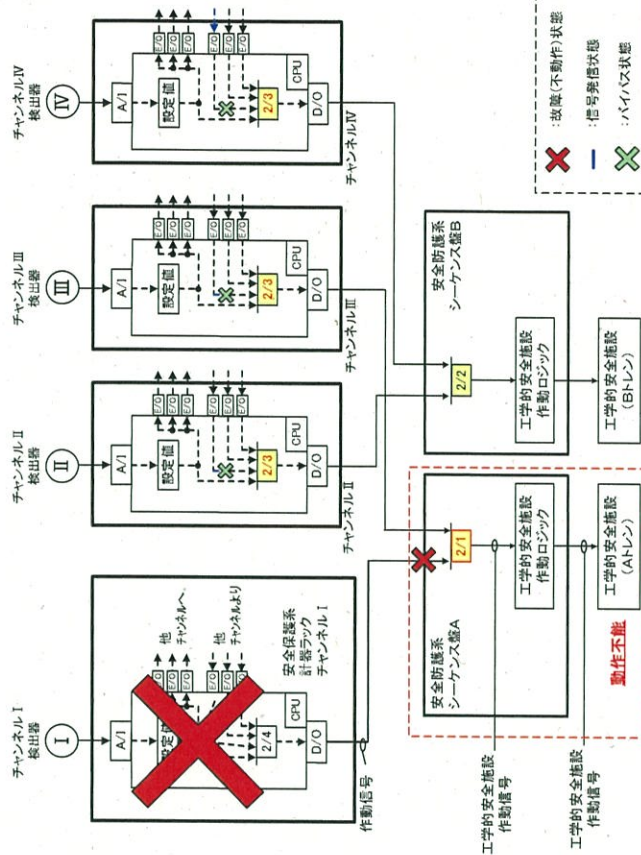 チャンネルⅠ
検出器
Ⅰ
A/I
設定値
E/O
E/O
E/O
他
チャンネルへ
E/O
E/O
E/O
他
チャンネルより
2/4
CPU
D/O
安全保護系
計器ラック
チャンネルⅠ
作動信号
チャンネルⅡ
検出器
Ⅱ
A/I
設定値
E/O
E/O
E/O
E/O
E/O
E/O
2/3
CPU
D/O
チャンネルⅡ
チャンネルⅢ
検出器
Ⅲ
A/I
設定値
E/O
E/O
E/O
E/O
E/O
E/O
2/3
CPU
D/O
チャンネルⅢ
チャンネルⅣ
検出器
Ⅳ
A/I
設定値
E/O
E/O
E/O
E/O
E/O
E/O
2/3
CPU
D/O
チャンネルⅣ
安全防護系
シーケンス盤A
2/1
工学的安全施設
作動ロジック
工学的安全施設
(Aトレン)
動作不能
工学的安全施設
作動信号
工学的安全施設
作動信号
安全防護系
シーケンス盤B
2/2
工学的安全施設
作動ロジック
工学的安全施設
(Bトレン)
:故障(不動作)状態
:信号発信状態
:バイパス状態